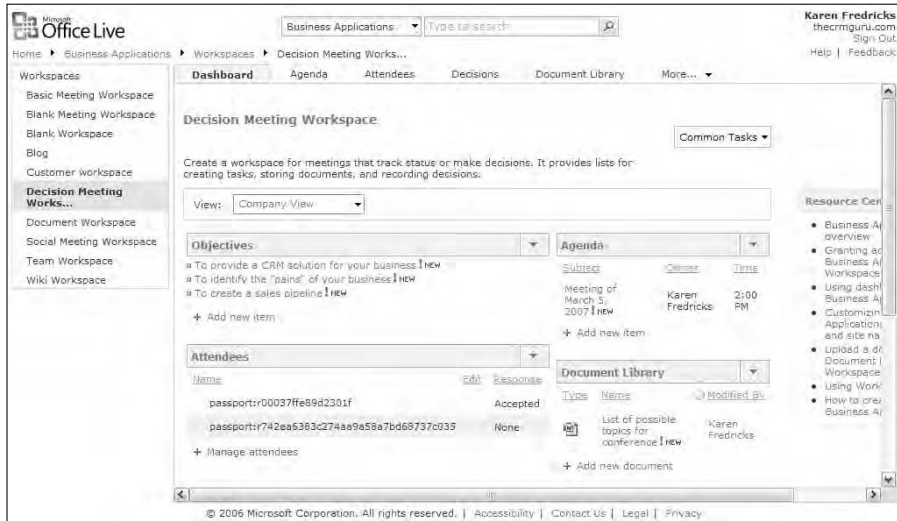 Microsoft
Office Live
Business Applications
Type to search
Karen Fredricks
thecrmguru.com
Sign Out
Help | Feedback
Home Business Applications Workspaces Decision Meeting Works...
Workspaces
Basic Meeting Workspace
Blank Meeting Workspace
Blank Workspace
Blog
Customer workspace
Decision Meeting
Works...
Document Workspace
Social Meeting Workspace
Team Workspace
Wiki Workspace
Dashboard Agenda Attendees Decisions Document Library More...
Decision Meeting Workspace
Common Tasks
Create a workspace for meetings that track status or make decisions. It provides lists for
creating tasks, storing documents, and recording decisions.
View: Company View
Objectives
To provide a CRM solution for your business ! NEW
To identify the "pains" of your business ! NEW
To create a sales pipeline ! NEW
+ Add new item
Attendees
Name Edit Response
passport:r00037ffe89d2301f Accepted
passport:r742ea6383c274aa9a58a7bd68737c035 None
+ Manage attendees
Agenda
Subject Owner Time
Meeting of
March 5,
2007 ! NEW
Karen
Fredricks
2:00
PM
+ Add new item
Document Library
Type Name Modified By
List of possible
topics for
conference ! NEW
Karen
Fredricks
+ Add new document
Resource Cen
Business Ap
overview
Granting ac
Business Ap
Workspace
Using dash
Business Ap
Customizin
Application
and site na
Upload a d
Document L
Workspace
Using Work
How to crea
Business Ap
© 2006 Microsoft Corporation. All rights reserved. | Accessibility | Contact Us | Legal | Privacy